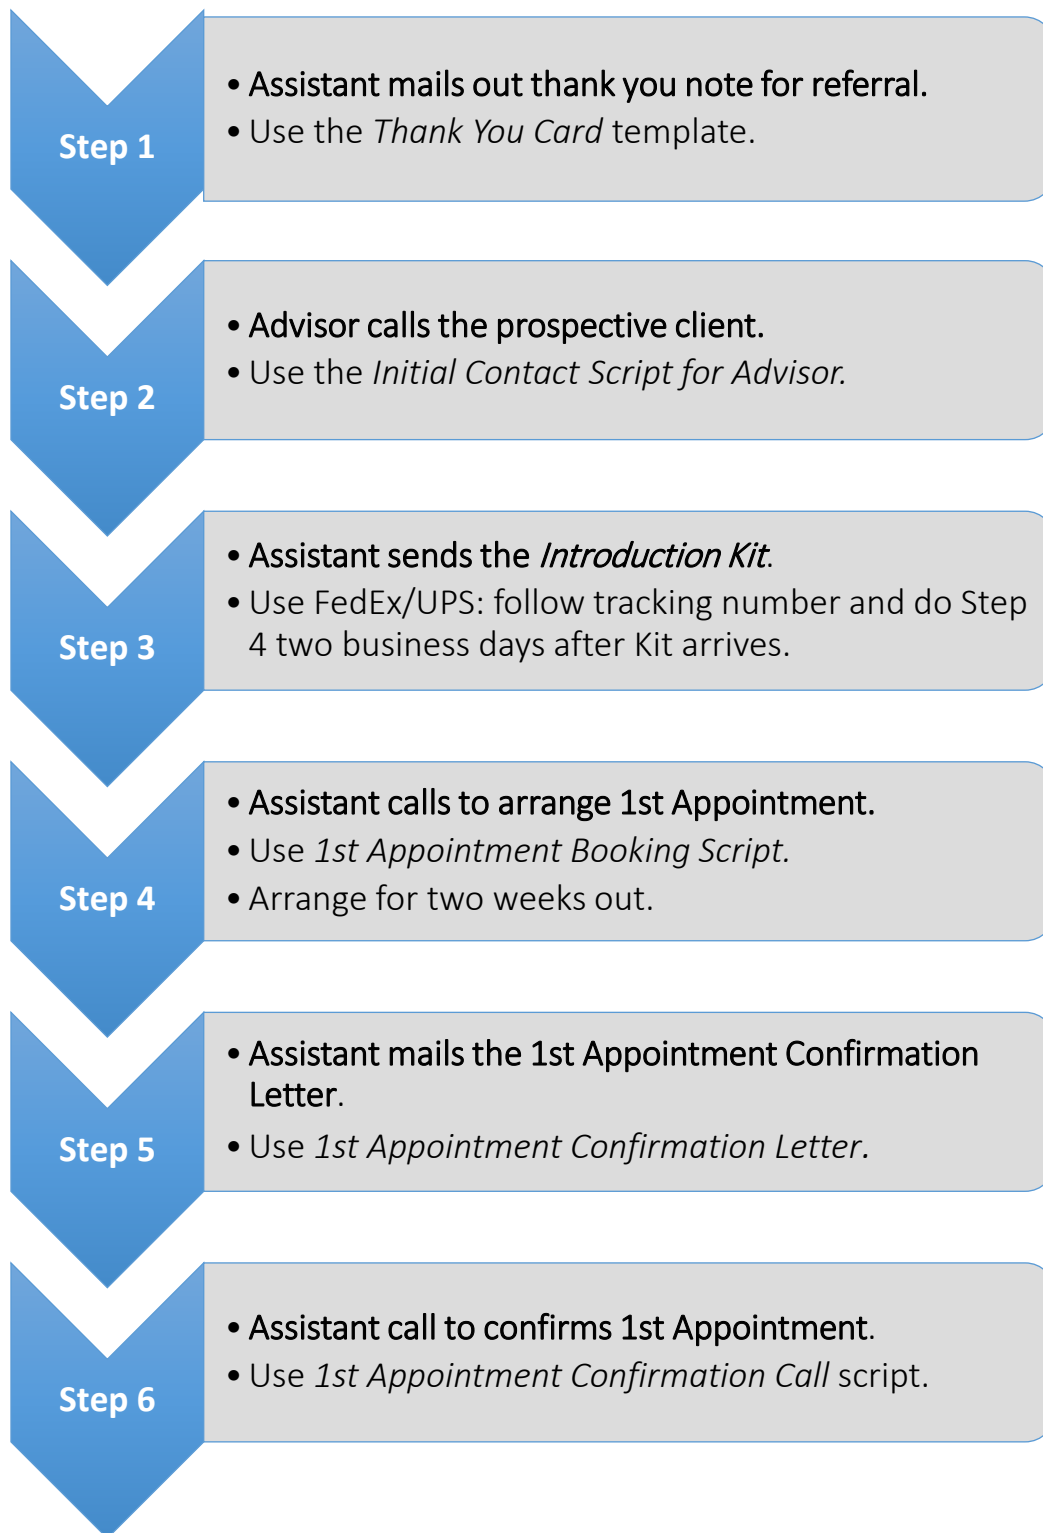 Step 1
• Assistant mails out thank you note for referral.
• Use the Thank You Card template.
Step 2
• Advisor calls the prospective client.
• Use the Initial Contact Script for Advisor.
Step 3
• Assistant sends the Introduction Kit.
• Use FedEx/UPS: follow tracking number and do Step
4 two business days after Kit arrives.
Step 4
• Assistant calls to arrange 1st Appointment.
• Use 1st Appointment Booking Script.
• Arrange for two weeks out.
Step 5
• Assistant mails the 1st Appointment Confirmation
Letter.
• Use 1st Appointment Confirmation Letter.
Step 6
• Assistant call to confirms 1st Appointment.
• Use 1st Appointment Confirmation Call script.